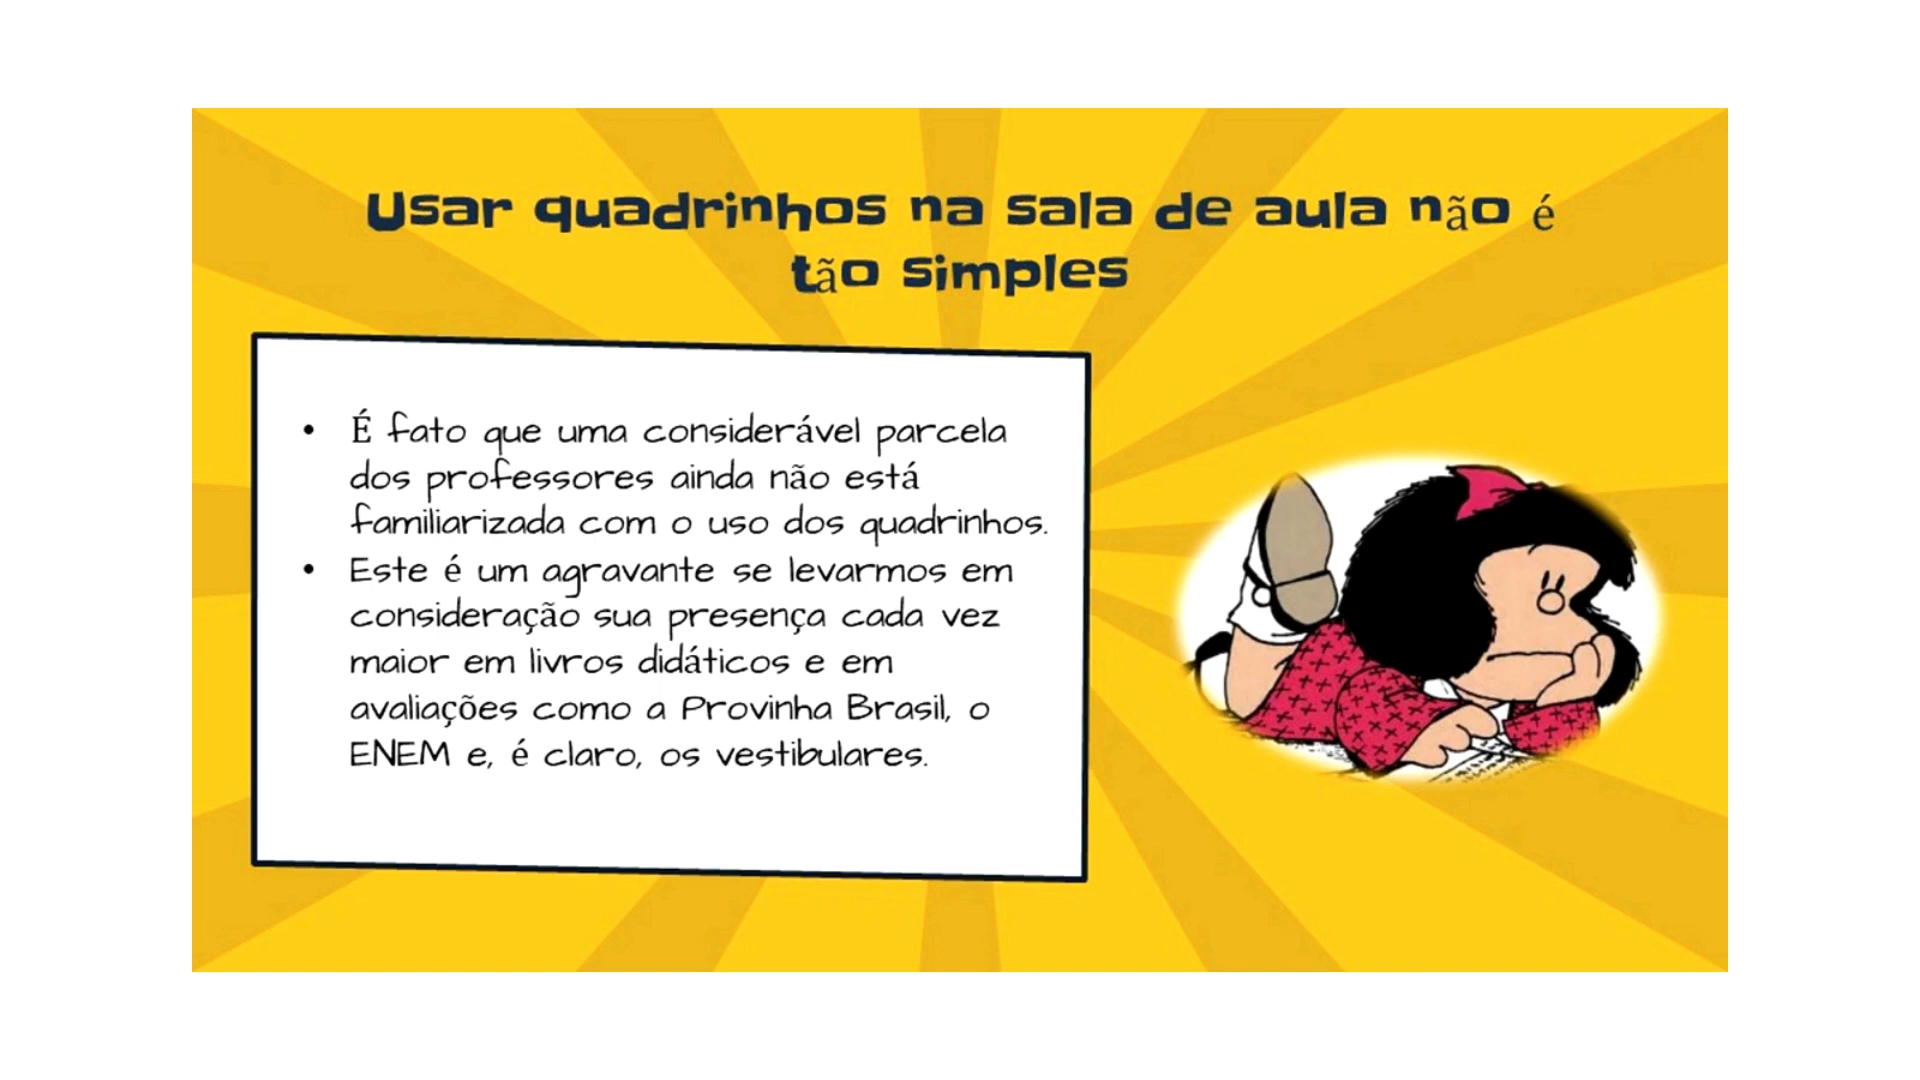 Usar quadrinhos na sala de aula não é
tão simples
• É fato que uma considerável parcela
dos professores ainda não está
familiarizada com o uso dos quadrinhos.
• Este é um agravante se levarmos em
consideração sua presença cada vez
maior em livros didáticos e em
avaliações como a Provinha Brasil, o
ENEM e, é claro, os vestibulares.